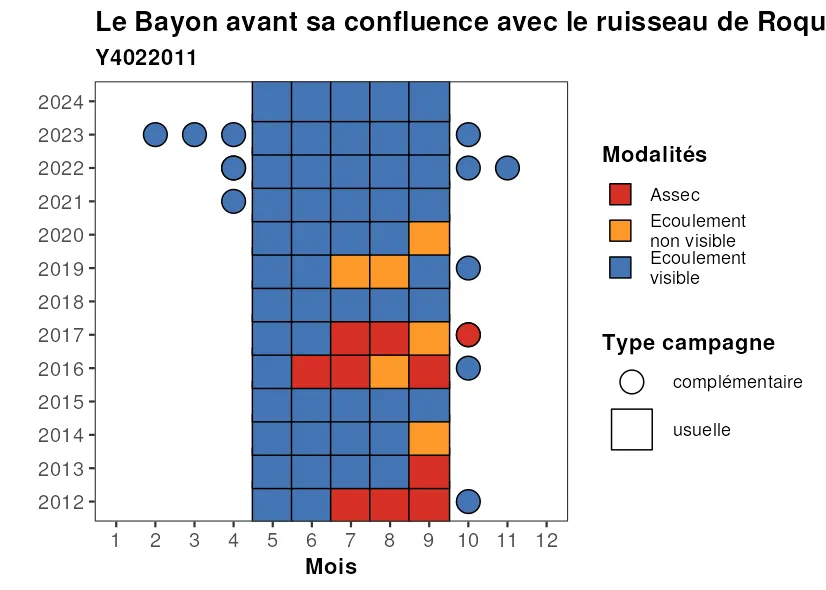 Le Bayon avant sa confluence avec le ruisseau de Roqu
Y4022011
2024
2023
2022
2021
2020
2019
2018
2017
2016
2015
2014
2013
2012
1 2 3 4 5 6 7 8 9 10 11 12
Mois
Modalités
Assec
Ecoulement
non visible
Ecoulement
visible
Type campagne
complémentaire
usuelle